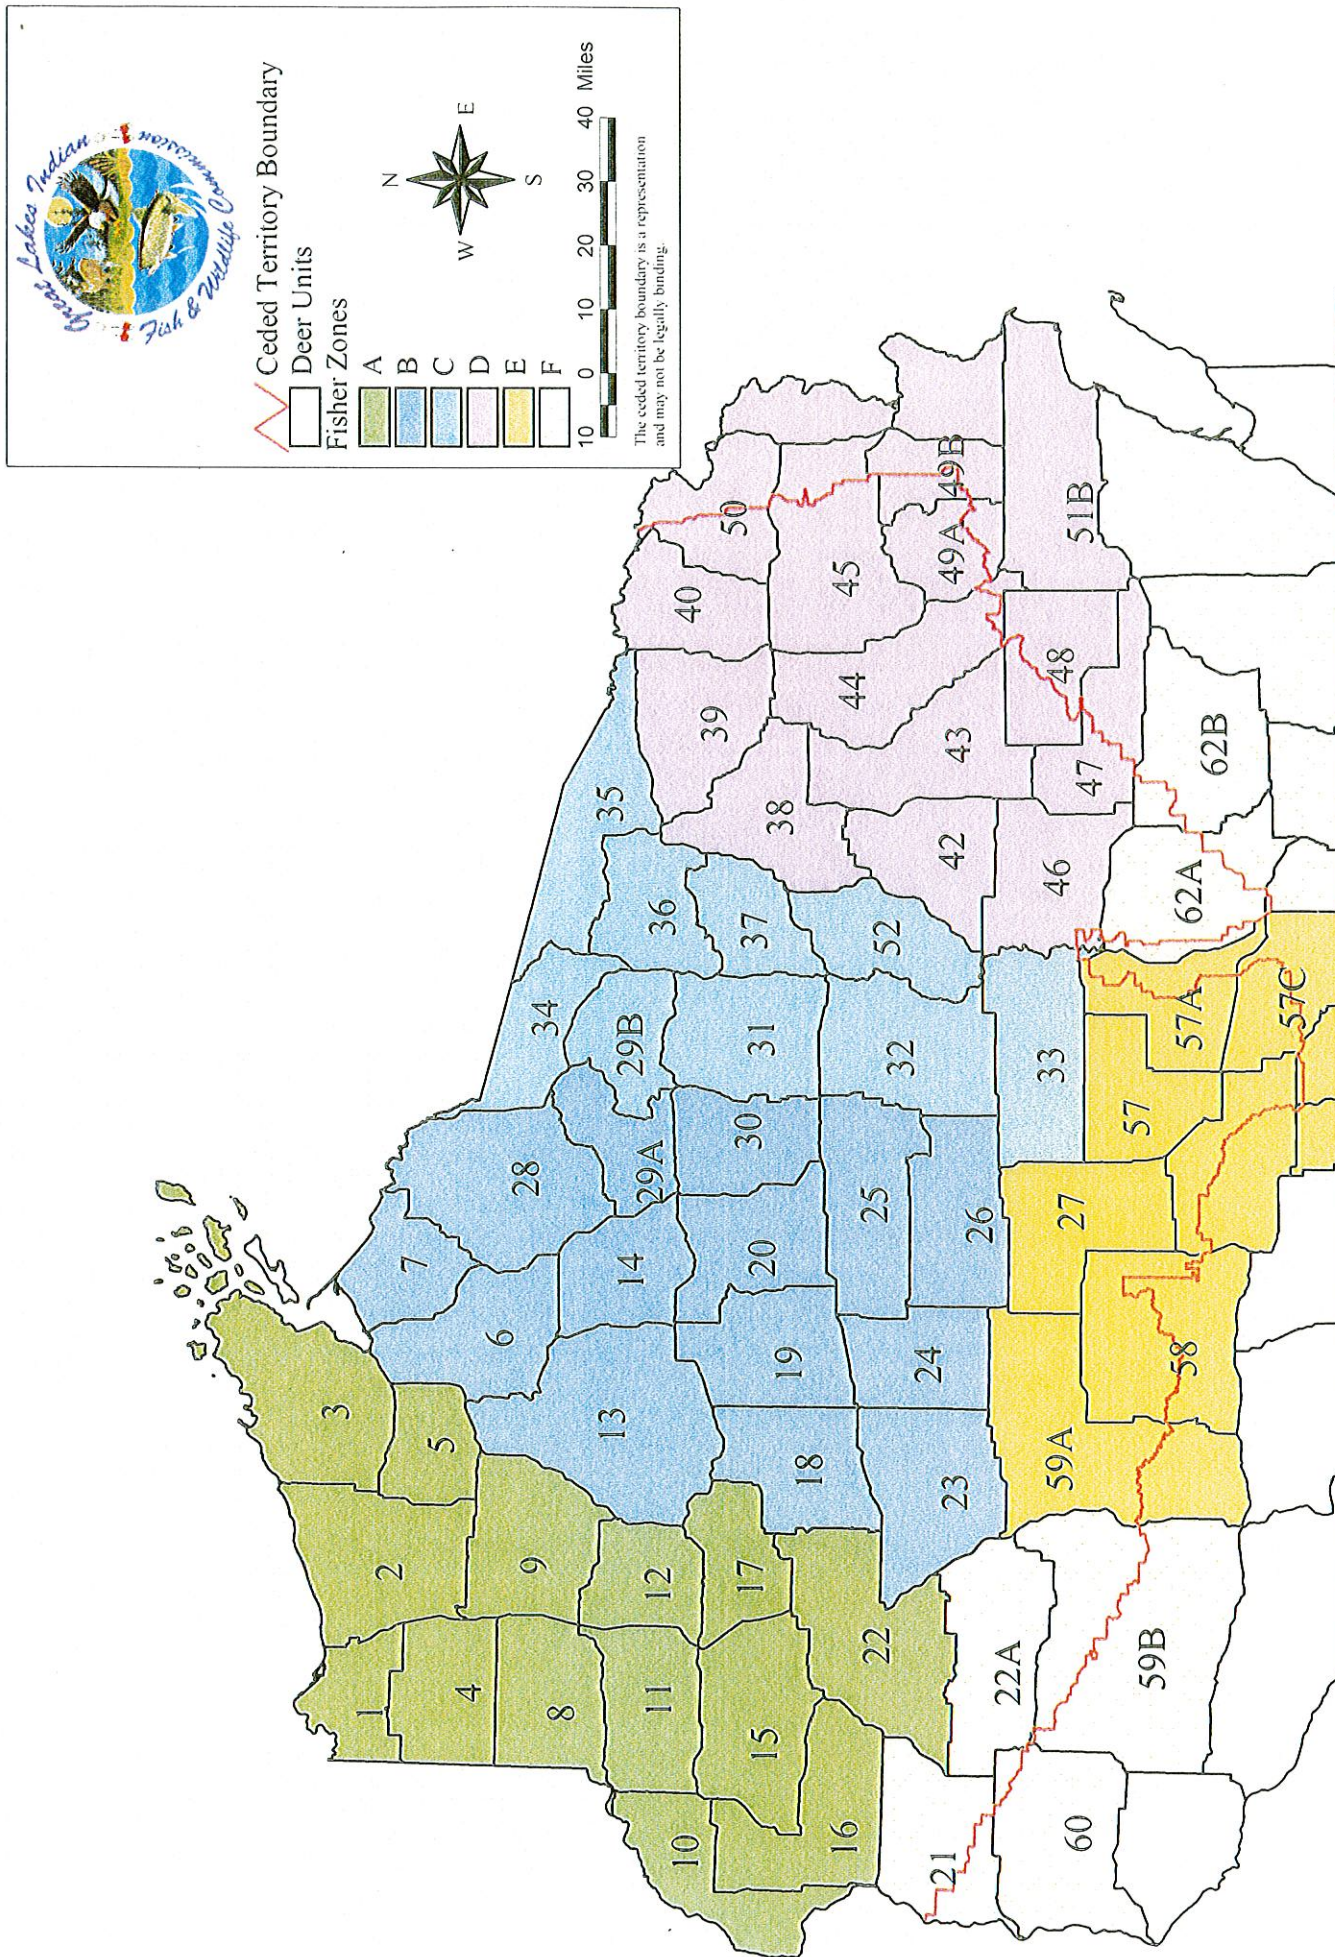 Great Lakes Indian
Fish & Wildlife Commission
Ceded Territory Boundary
Deer Units
Fisher Zones
A
B
C
D
E
F
N
W
E
S
10 0 10 20 30 40 Miles
The ceded territory boundary is a representation
and may not be legally binding.
1
2
3
4
5
6
7
8
9
10
11
12
13
14
15
16
17
18
19
20
21
22
22A
23
24
25
26
27
28
29A
29B
30
31
32
33
34
35
36
37
38
39
40
42
43
44
45
46
47
48
49A
49B
50
51B
52
57
57A
57C
58
59A
59B
60
62A
62B